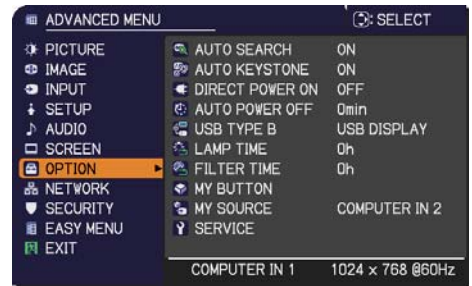 ADVANCED MENU : SELECT
PICTURE
IMAGE
INPUT
SETUP
AUDIO
SCREEN
OPTION
NETWORK
SECURITY
EASY MENU
EXIT
AUTO SEARCH ON
AUTO KEYSTONE ON
DIRECT POWER ON OFF
AUTO POWER OFF 0min
USB TYPE B USB DISPLAY
LAMP TIME 0h
FILTER TIME 0h
MY BUTTON
MY SOURCE COMPUTER IN 2
SERVICE
COMPUTER IN 1 1024 x 768 @60Hz